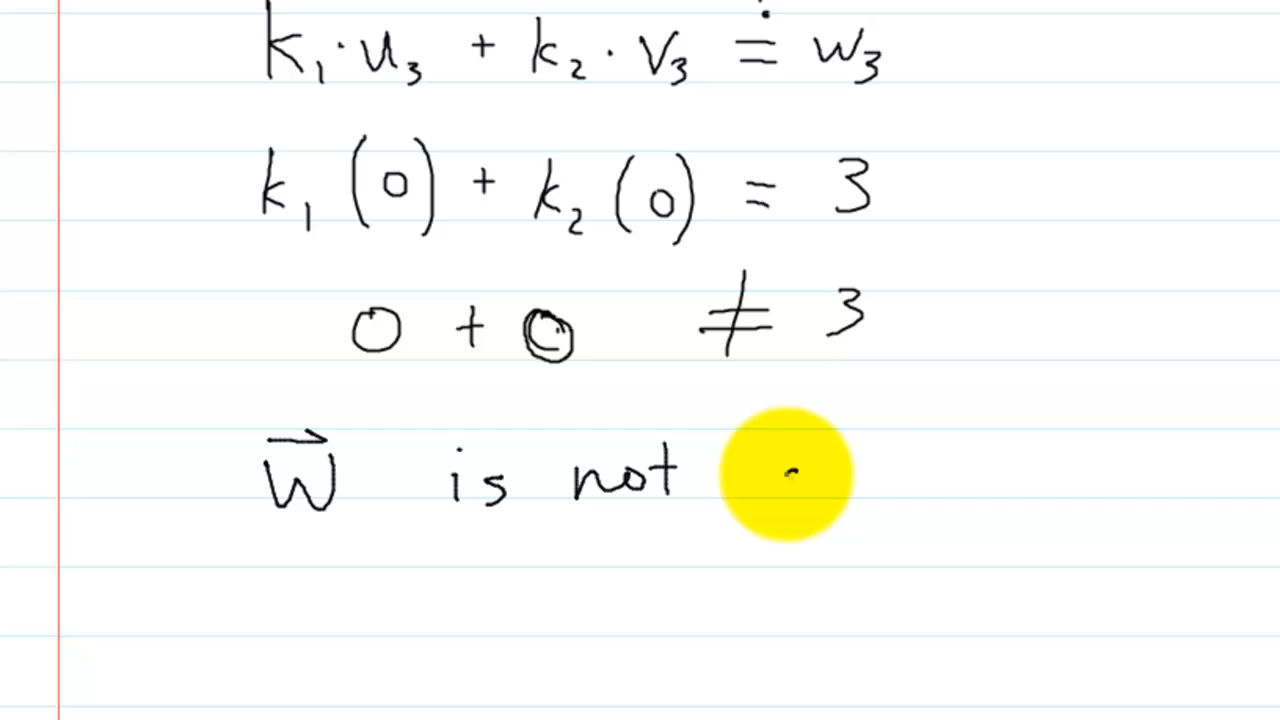 k₁·u₃ + k₂·v₃ ≐ w₃
k₁(0) + k₂(0) = 3
0 + 0 ≠ 3
w⃗ is not